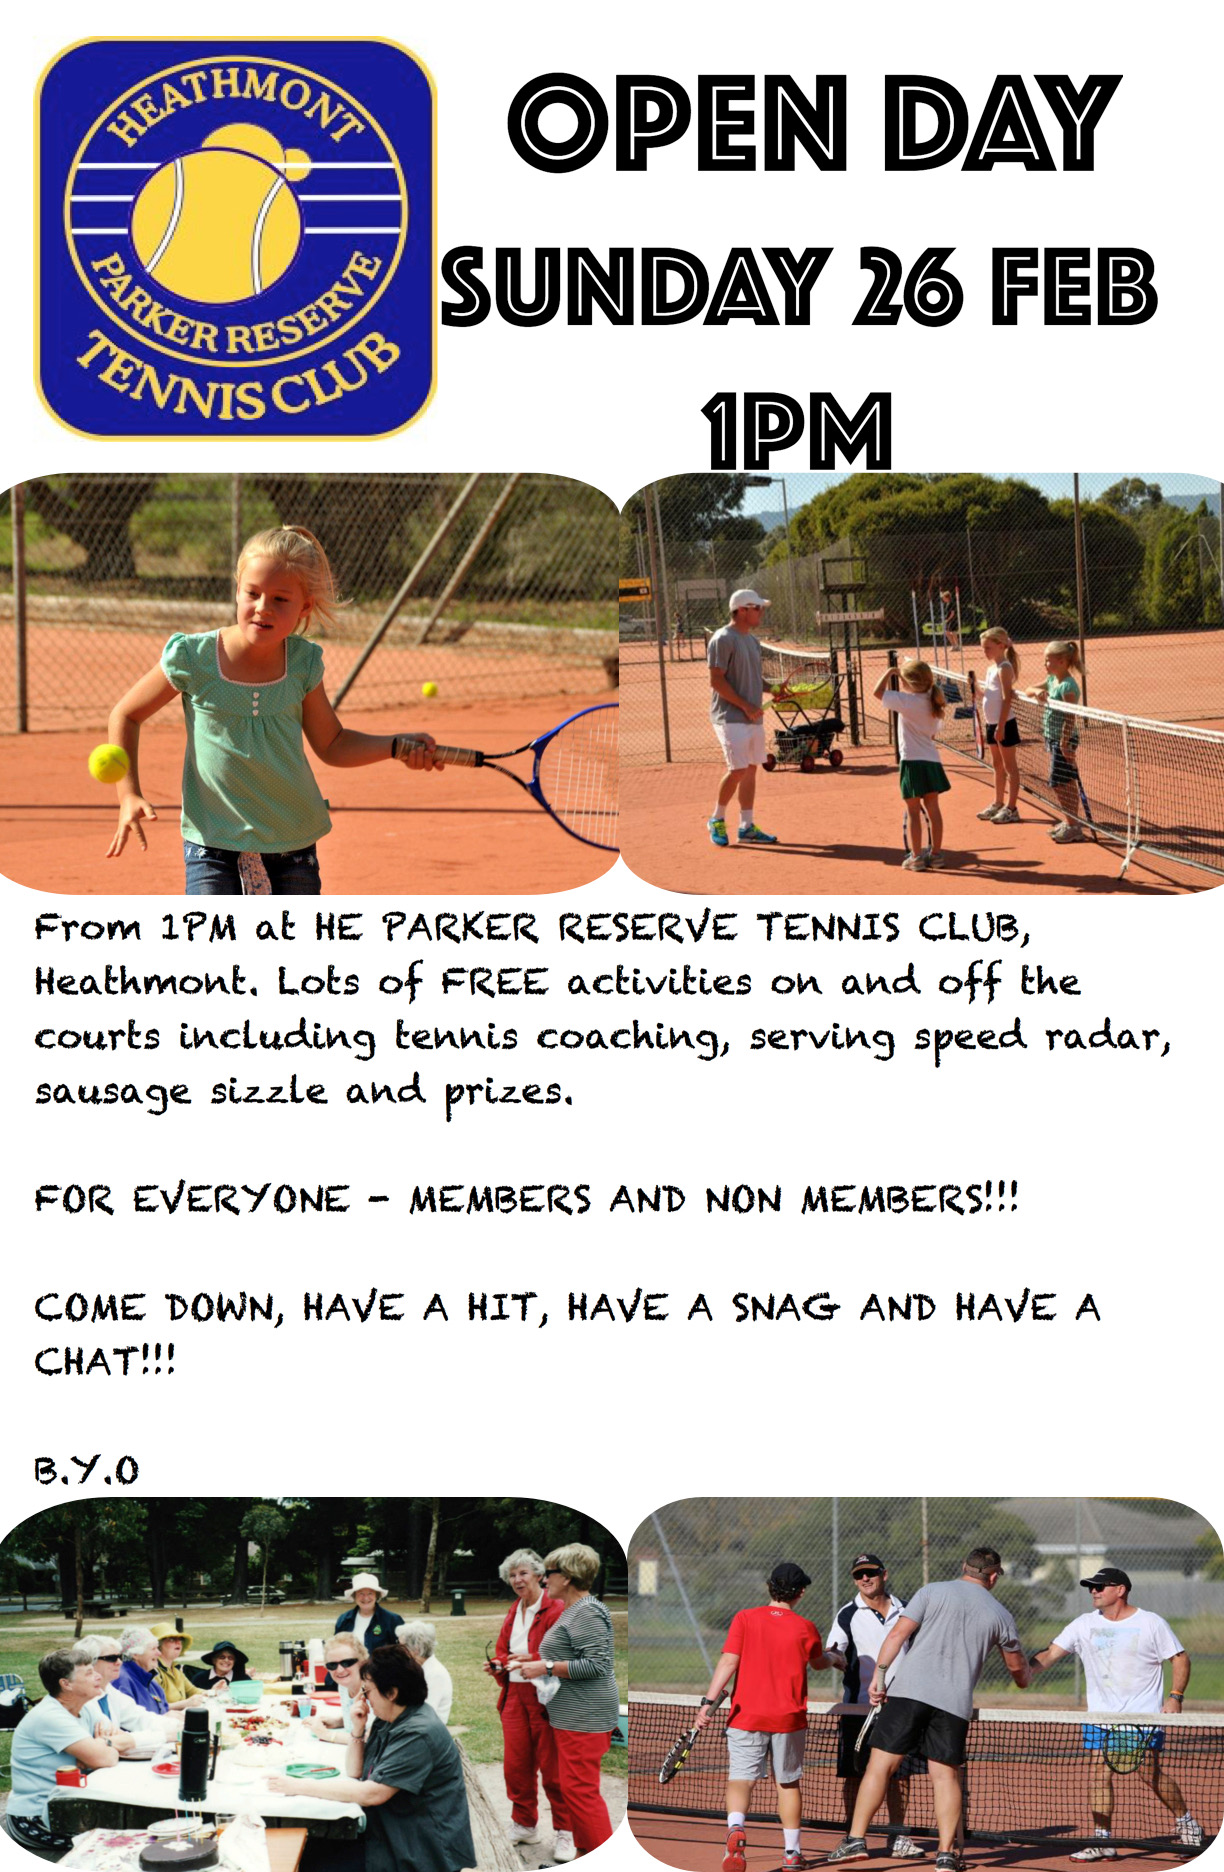 HEATHMONT
PARKER RESERVE
TENNIS CLUB
OPEN DAY
SUNDAY 26 FEB
1PM
From 1PM at HE PARKER RESERVE TENNIS CLUB,
Heathmont. Lots of FREE activities on and off the
courts including tennis coaching, serving speed radar,
sausage sizzle and prizes.
FOR EVERYONE - MEMBERS AND NON MEMBERS!!!
COME DOWN, HAVE A HIT, HAVE A SNAG AND HAVE A
CHAT!!!
B.Y.O